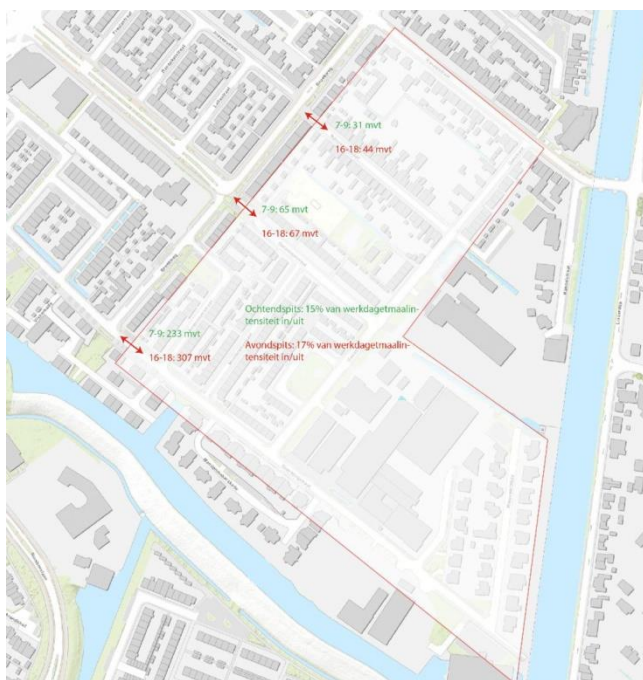 7-9: 31 mvt
16-18: 44 mvt
7-9: 65 mvt
16-18: 67 mvt
Ochtendspits: 15% van werkdagetmaalin-
tensiteit in/uit
Avondspits: 17% van werkdagetmaalin-
tensiteit in/uit
7-9: 233 mvt
16-18: 307 mvt